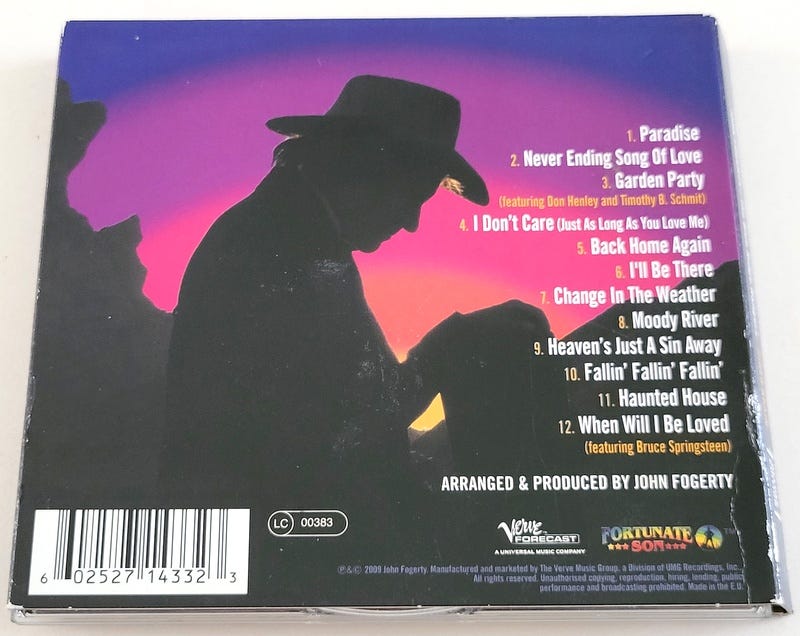 1. Paradise
2. Never Ending Song Of Love
3. Garden Party
(featuring Don Henley and Timothy B. Schmit)
4. I Don't Care (Just As Long As You Love Me)
5. Back Home Again
6. I'll Be There
7. Change In The Weather
8. Moody River
9. Heaven's Just A Sin Away
10. Fallin' Fallin' Fallin'
11. Haunted House
12. When Will I Be Loved
(featuring Bruce Springsteen)
ARRANGED & PRODUCED BY JOHN FOGERTY
LC 00383
Verve
FORECAST
A UNIVERSAL MUSIC COMPANY
FORTUNATE
SON
TM
6 02527 14332 3
℗&© 2009 John Fogerty. Manufactured and marketed by The Verve Music Group, a Division of UMG Recordings, Inc.
All rights reserved. Unauthorised copying, reproduction, hiring, lending, public
performance and broadcasting prohibited. Made in the E.U.